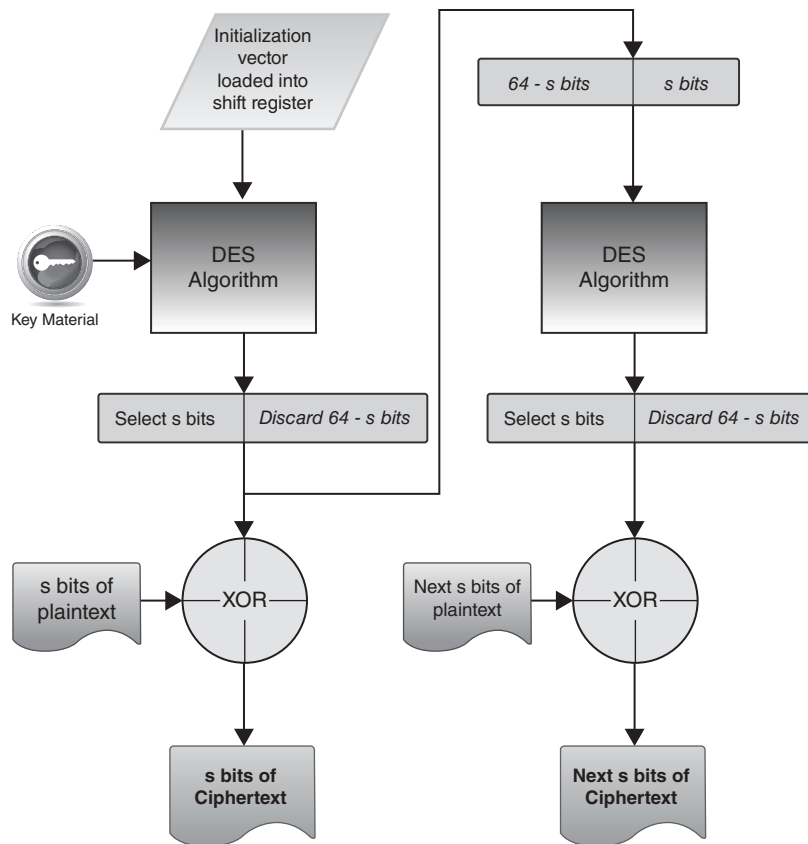 Initialization
vector
loaded into
shift register
64 - s bits
s bits
Key Material
DES
Algorithm
DES
Algorithm
Select s bits
Discard 64 - s bits
Select s bits
Discard 64 - s bits
s bits of
plaintext
XOR
Next s bits of
plaintext
XOR
s bits of
Ciphertext
Next s bits of
Ciphertext